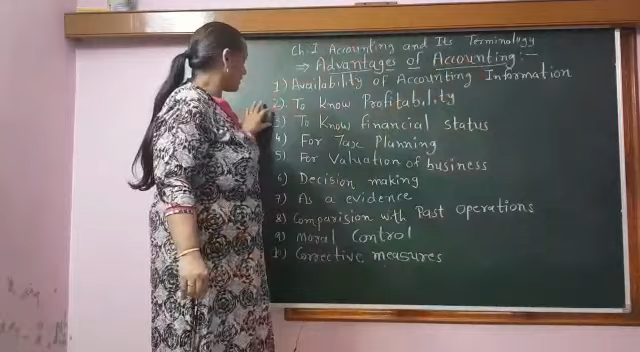 Ch:I Accounting and Its Terminology
⇒ Advantages of Accounting:-
1) Availability of Accounting Information
2) To Know Profitability
3) To Know financial status
4) For Tax Planning
5) For Valuation of business
6) Decision making
7) As a evidence
8) Comparision with Past Operations
9) Moral Control
10) Corrective measures